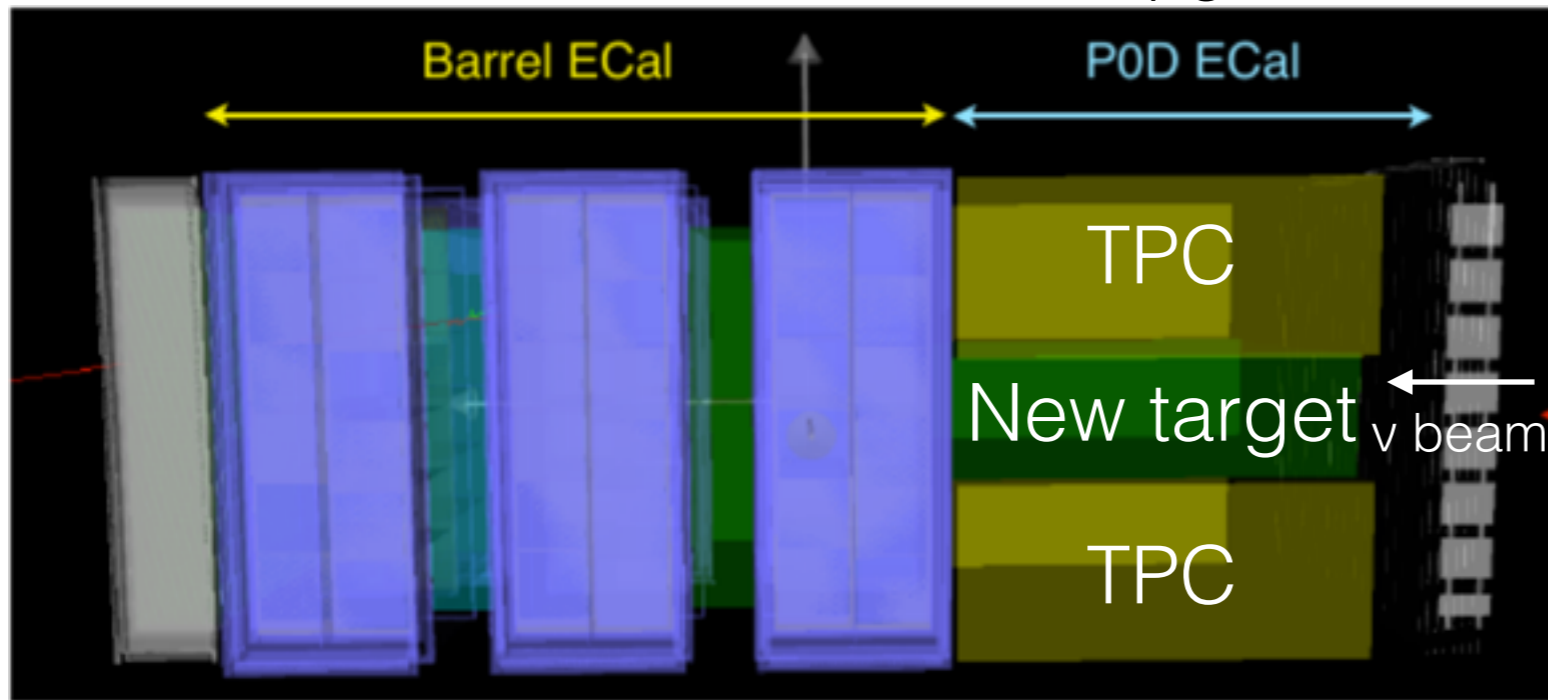 Barrel ECal
P0D ECal
TPC
New target
ν beam
TPC